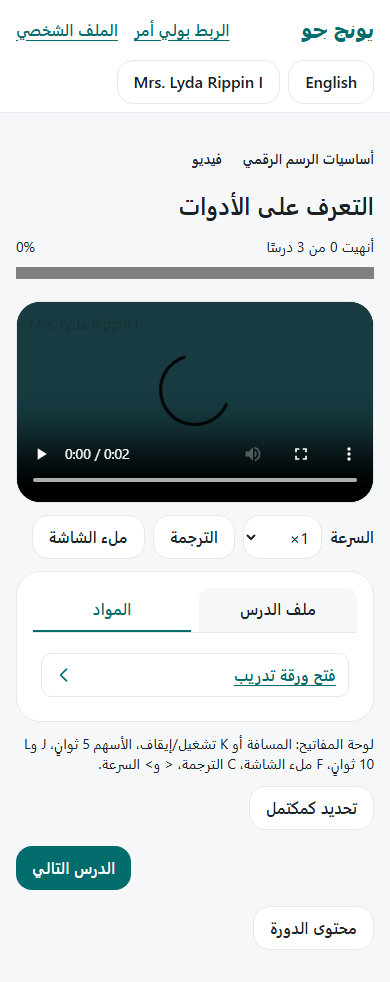 يونج جو
الربط بولي أمر
الملف الشخصي
English
Mrs. Lyda Rippin I
أساسيات الرسم الرقمي
فيديو
التعرف على الأدوات
أنهيت 0 من 3 درسًا
0%
Mrs. Lyda Rippin I
0:00 / 0:02
السرعة
1×
الترجمة
ملء الشاشة
ملف الدرس
المواد
فتح ورقة تدريب
لوحة المفاتيح: المسافة أو K تشغيل/إيقاف، الأسهم 5 ثوانٍ، J وL
10 ثوانٍ، F ملء الشاشة، C الترجمة، < و> السرعة.
تحديد كمكتمل
الدرس التالي
محتوى الدورة